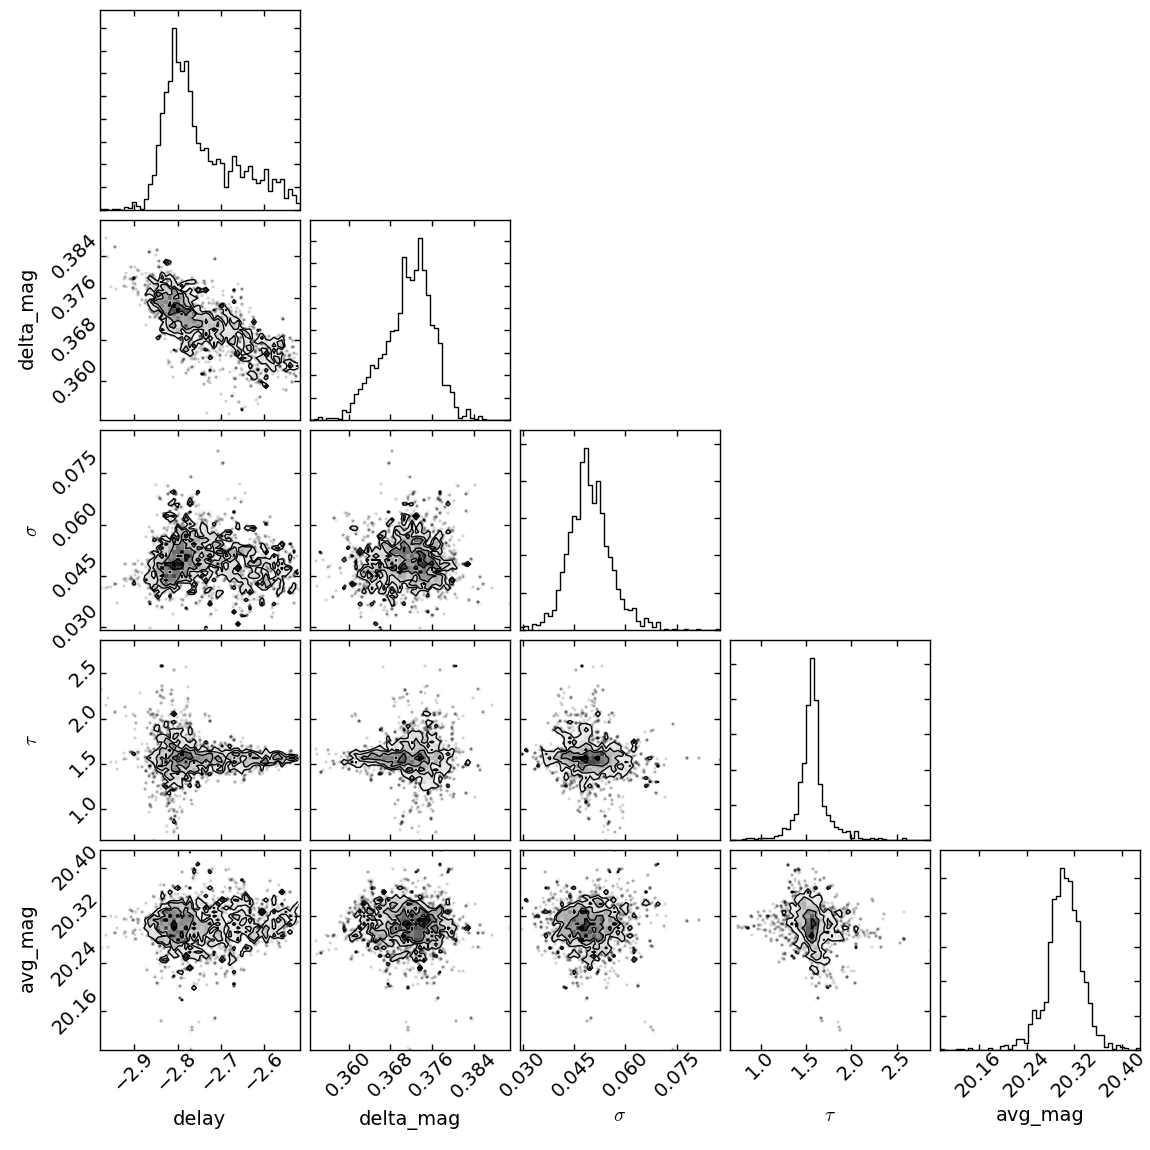 delta_mag
0.384
0.376
0.368
0.360
σ
0.075
0.060
0.045
0.030
τ
2.5
2.0
1.5
1.0
avg_mag
20.40
20.32
20.24
20.16
−2.9 −2.8 −2.7 −2.6
0.360 0.368 0.376 0.384
0.030 0.045 0.060 0.075
1.0 1.5 2.0 2.5
20.16 20.24 20.32 20.40
delay delta_mag σ τ avg_mag